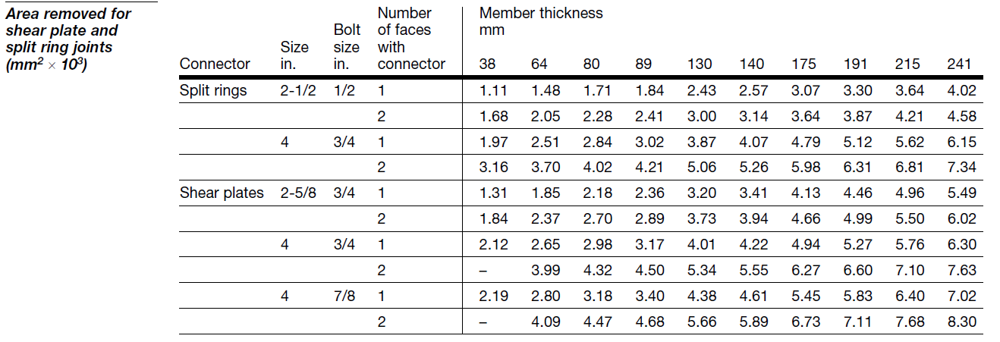 Area removed for
shear plate and
split ring joints
(mm² × 10³)
Number Member thickness
Bolt of faces mm
Size size with
Connector in. in. connector 38 64 80 89 130 140 175 191 215 241
Split rings 2-1/2 1/2 1 1.11 1.48 1.71 1.84 2.43 2.57 3.07 3.30 3.64 4.02
2 1.68 2.05 2.28 2.41 3.00 3.14 3.64 3.87 4.21 4.58
4 3/4 1 1.97 2.51 2.84 3.02 3.87 4.07 4.79 5.12 5.62 6.15
2 3.16 3.70 4.02 4.21 5.06 5.26 5.98 6.31 6.81 7.34
Shear plates 2-5/8 3/4 1 1.31 1.85 2.18 2.36 3.20 3.41 4.13 4.46 4.96 5.49
2 1.84 2.37 2.70 2.89 3.73 3.94 4.66 4.99 5.50 6.02
4 3/4 1 2.12 2.65 2.98 3.17 4.01 4.22 4.94 5.27 5.76 6.30
2 – 3.99 4.32 4.50 5.34 5.55 6.27 6.60 7.10 7.63
4 7/8 1 2.19 2.80 3.18 3.40 4.38 4.61 5.45 5.83 6.40 7.02
2 – 4.09 4.47 4.68 5.66 5.89 6.73 7.11 7.68 8.30